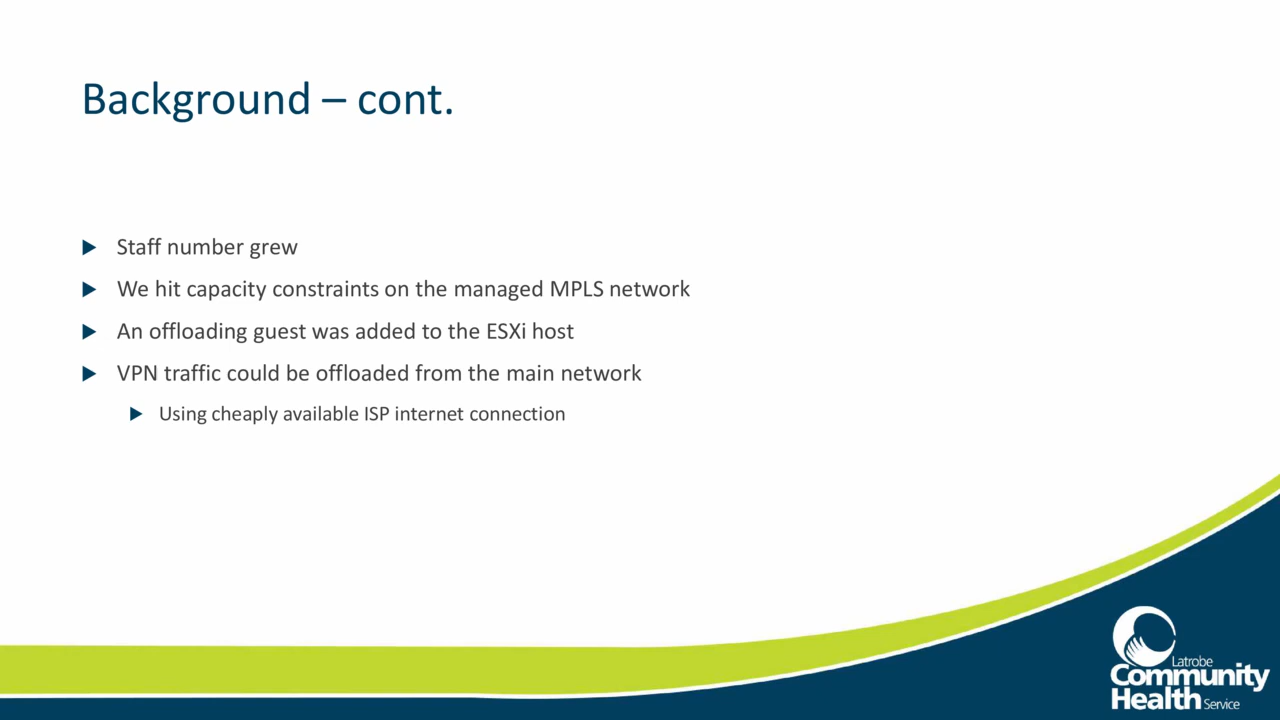 Background – cont.
Staff number grew
We hit capacity constraints on the managed MPLS network
An offloading guest was added to the ESXi host
VPN traffic could be offloaded from the main network
Using cheaply available ISP internet connection
Latrobe
Community
Health Service